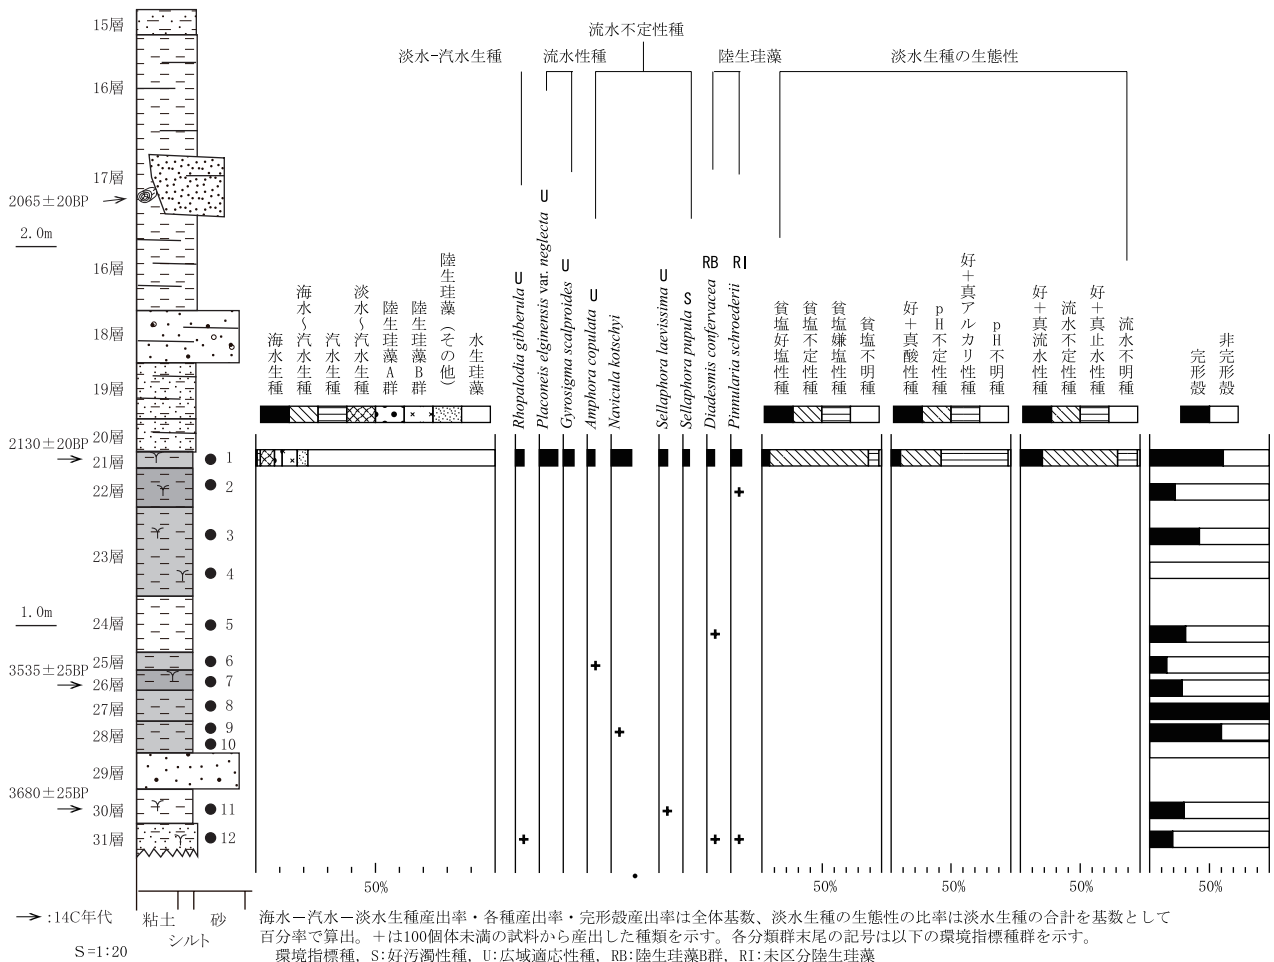 流水不定性種
淡水-汽水生種 流水性種 陸生珪藻 淡水生種の生態性
15層
16層
17層
2065±20BP
2.0m
16層
18層
19層
20層
2130±20BP
21層 1
22層 2
23層 3
4
1.0m
24層 5
25層 6
3535±25BP
26層 7
27層 8
28層 9
10
29層
3680±25BP
30層 11
31層 12
海水生種
海水~汽水生種
汽水生種
淡水~汽水生種
陸生珪藻A群
陸生珪藻B群
陸生珪藻(その他)
水生珪藻
Rhopalodia gibberula U
Placoneis elginensis var. neglecta U
Gyrosigma scalproides U
Amphora copulata U
Navicula kotschyi
Sellaphora laevissima U
Sellaphora pupula S
Diadesmis confervacea RB
Pinnularia schroederii RI
貧塩好塩性種
貧塩不定性種
貧塩嫌塩性種
貧塩不明種
好+真酸性種
pH不定性種
好+真アルカリ性種
pH不明種
好+真流水性種
流水不定性種
好+真止水性種
流水不明種
完形殻
非完形殻
50% 50% 50% 50% 50%
→:14C年代
粘土 砂
シルト
S=1:20
海水-汽水-淡水生種産出率・各種産出率・完形殻産出率は全体基数、淡水生種の生態性の比率は淡水生種の合計を基数として
百分率で算出。+は100個体未満の試料から産出した種類を示す。各分類群末尾の記号は以下の環境指標種群を示す。
環境指標種, S:好汚濁性種, U:広域適応性種, RB:陸生珪藻B群, RI:未区分陸生珪藻